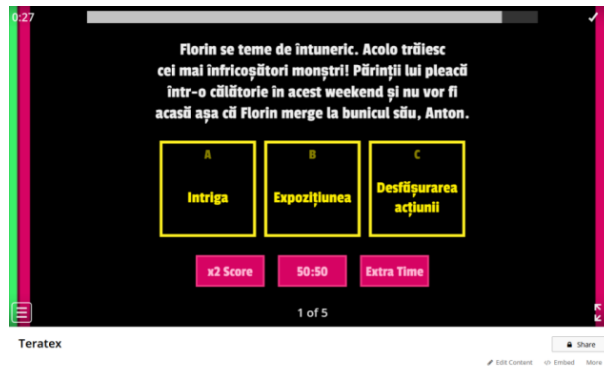 0:27
Florin se teme de întuneric. Acolo trăiesc
cei mai înfricoșători monștri! Părinții lui pleacă
într-o călătorie în acest weekend și nu vor fi
acasă așa că Florin merge la bunicul său, Anton.
A
Intriga
B
Expozițiunea
C
Desfășurarea
acțiunii
x2 Score
50:50
Extra Time
1 of 5
Teratex
Share
Edit Content
Embed
More